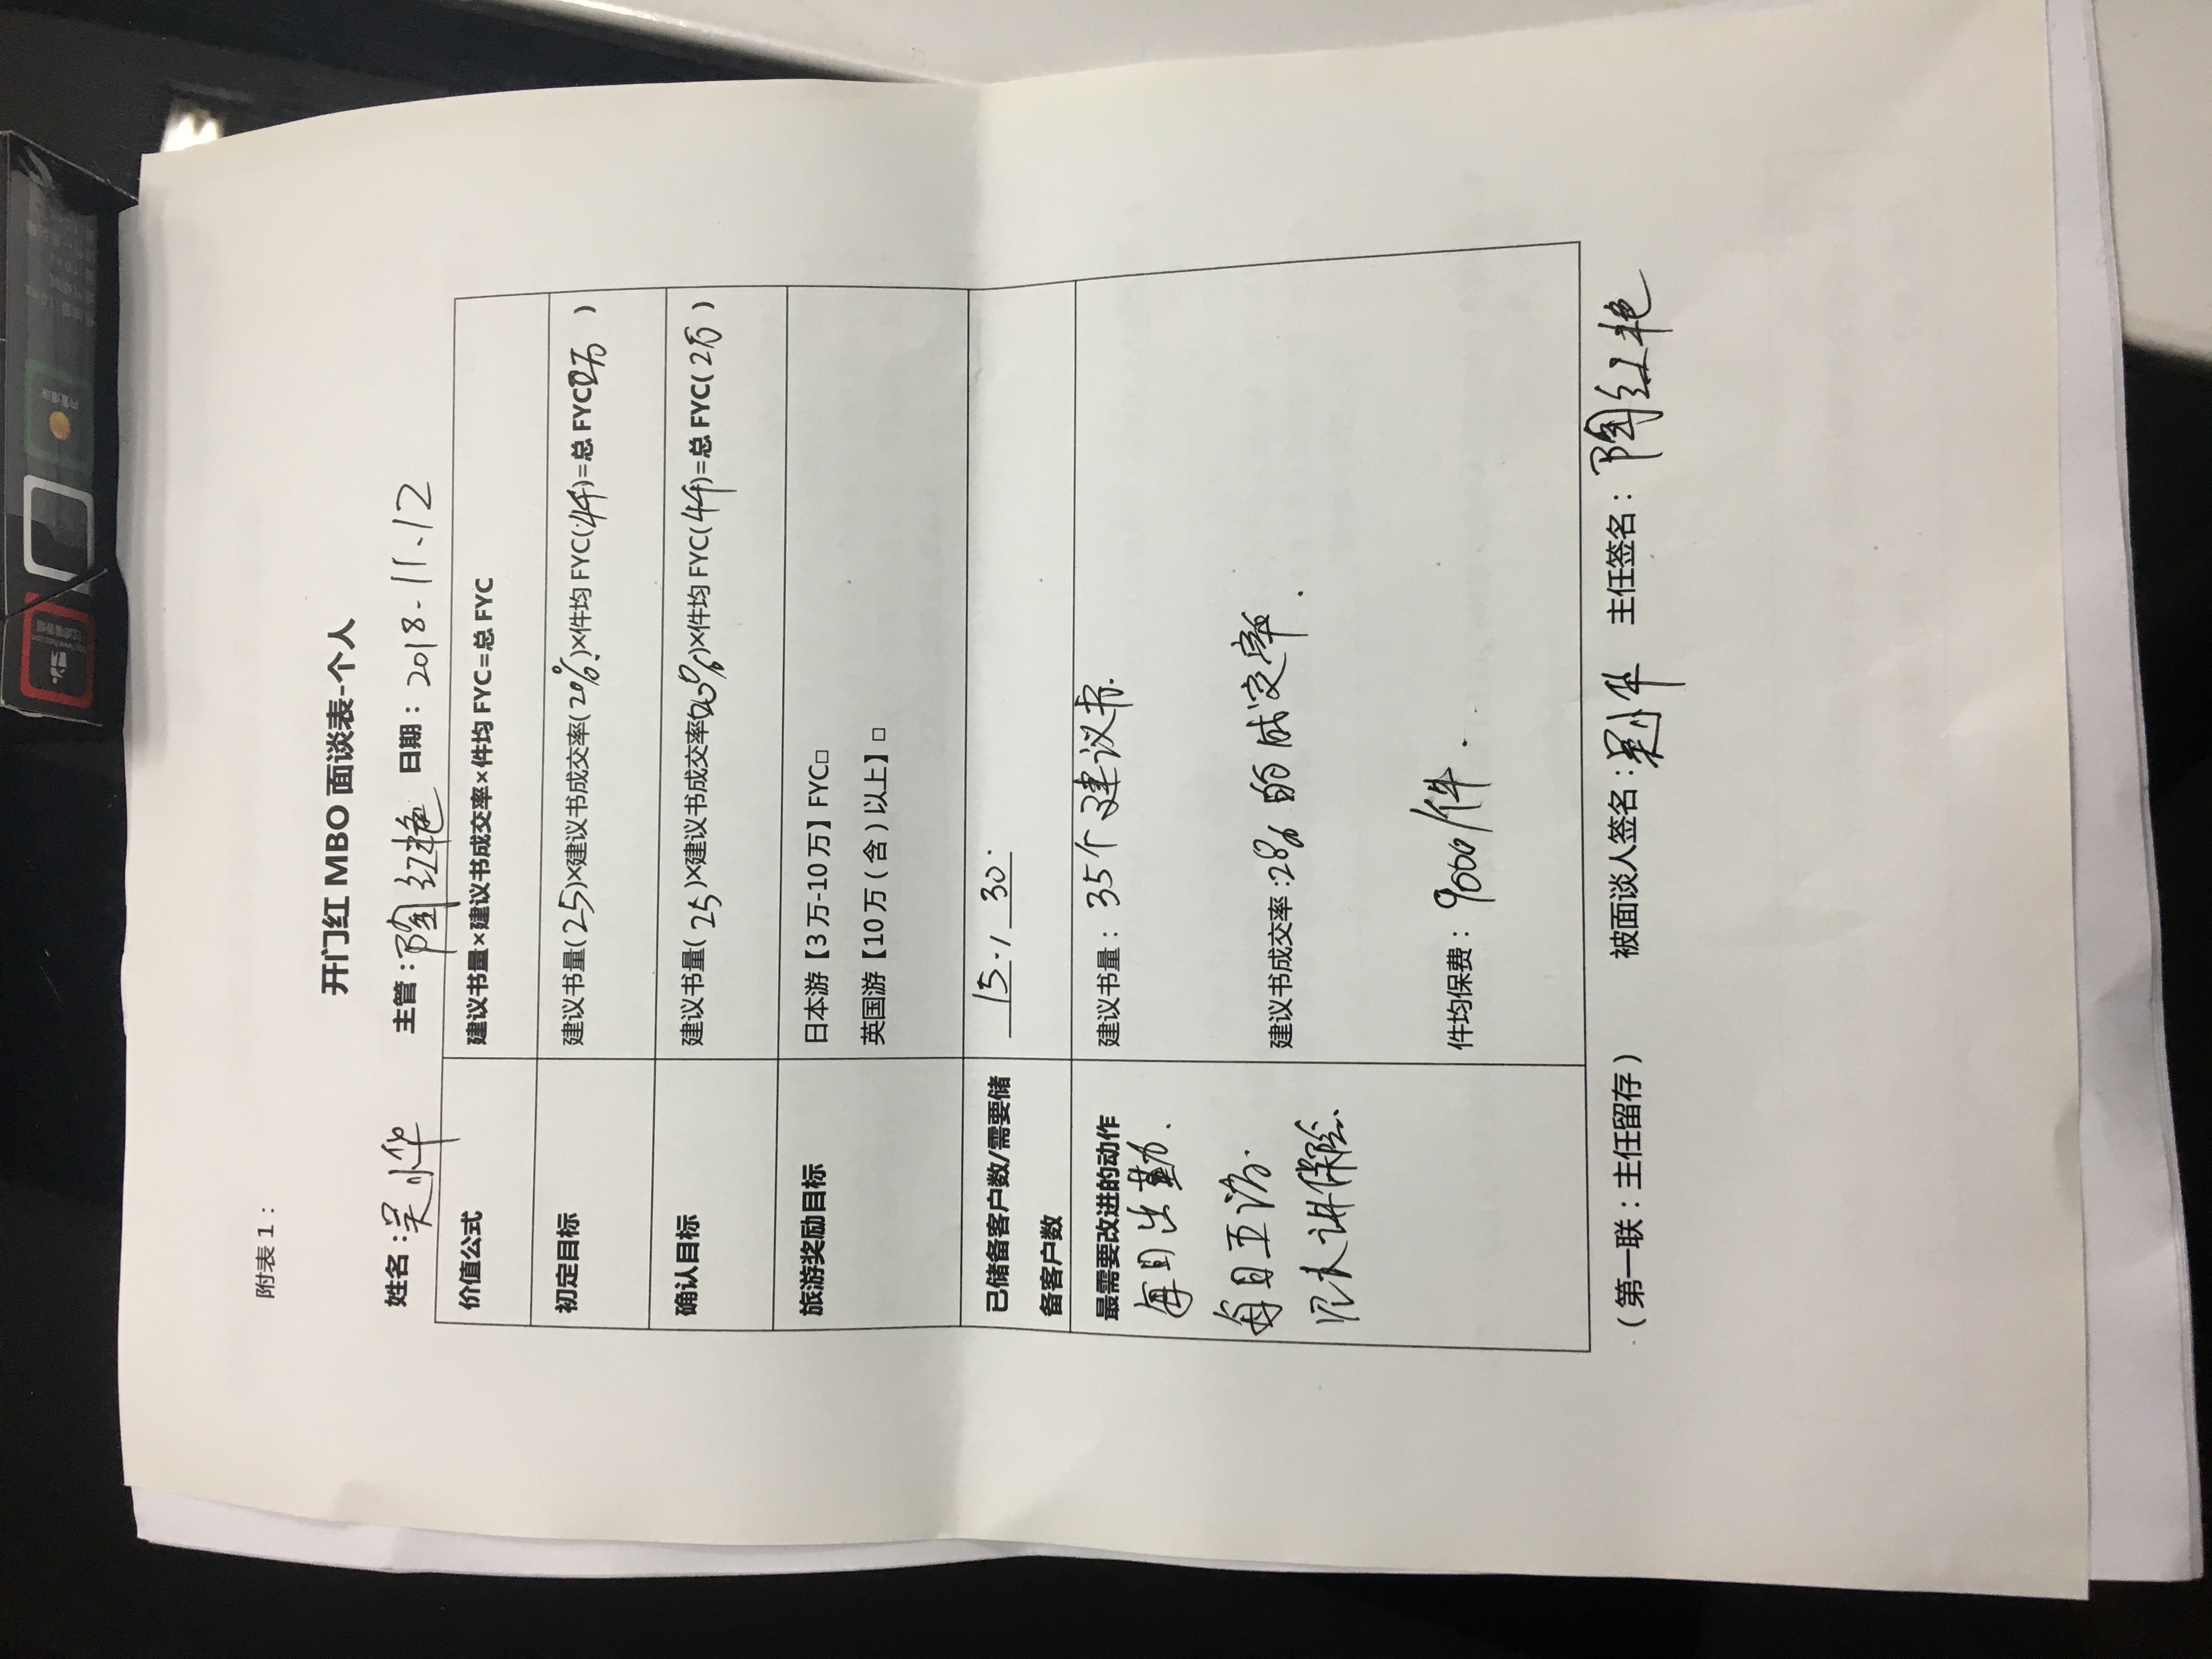 附表 1：
开门红 MBO 面谈表-个人
姓名：吴小华 主管：陶红艳 日期：2018.11.12
价值公式 建议书量×建议书成交率×件均 FYC=总 FYC
初定目标 建议书量(25)×建议书成交率(20%)×件均 FYC(4千)=总 FYC(2万)
确认目标 建议书量(25)×建议书成交率(20%)×件均 FYC(4千)=总 FYC(2万)
旅游奖励目标 日本游【3 万-10 万】FYC□
英国游【10 万（含）以上】□
已储备客户数/需要储 15 / 30
备客户数
最需要改进的动作 建议书量：35个建议书.
每日出勤.
每日五访. 建议书成交率:28%的成交率.
见人讲保险.
件均保费：9000/件.
（第一联：主任留存） 被面谈人签名：吴小华 主任签名：陶红艳